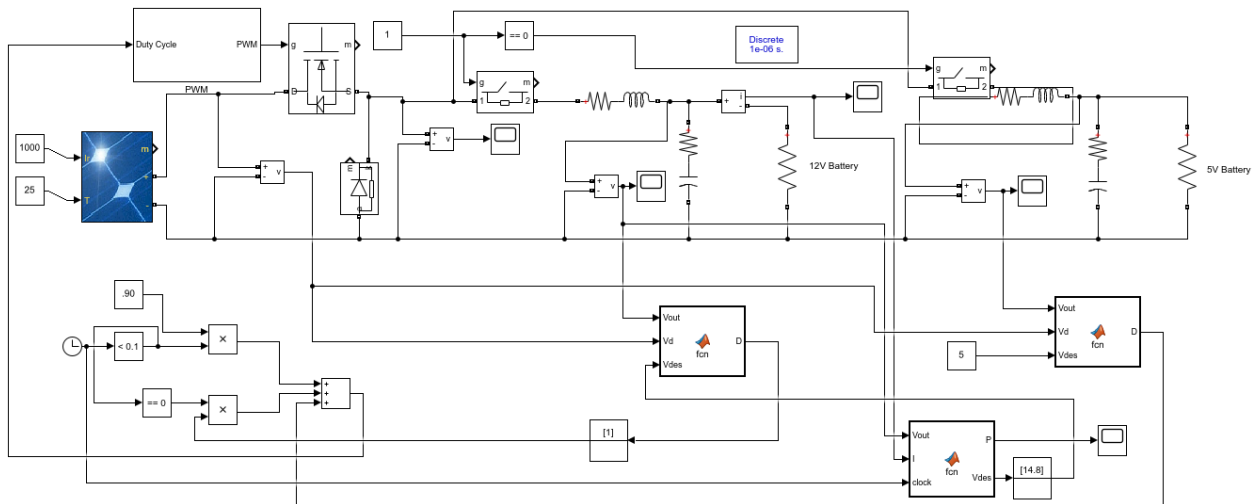 Duty Cycle
PWM
g
m
D
S
1
== 0
Discrete
1e-06 s.
g
m
1
2
g
m
1
2
PWM
1000
25
Ir
T
m
+
-
+
-
v
+
-
v
m
+
i
-
12V Battery
+
-
v
+
-
v
5V Battery
.90
< 0.1
== 0
×
×
+
+
+
Vout
Vd
Vdes
fcn
D
[1]
5
Vout
Vd
Vdes
fcn
D
Vout
I
clock
fcn
P
Vdes
[14.8]